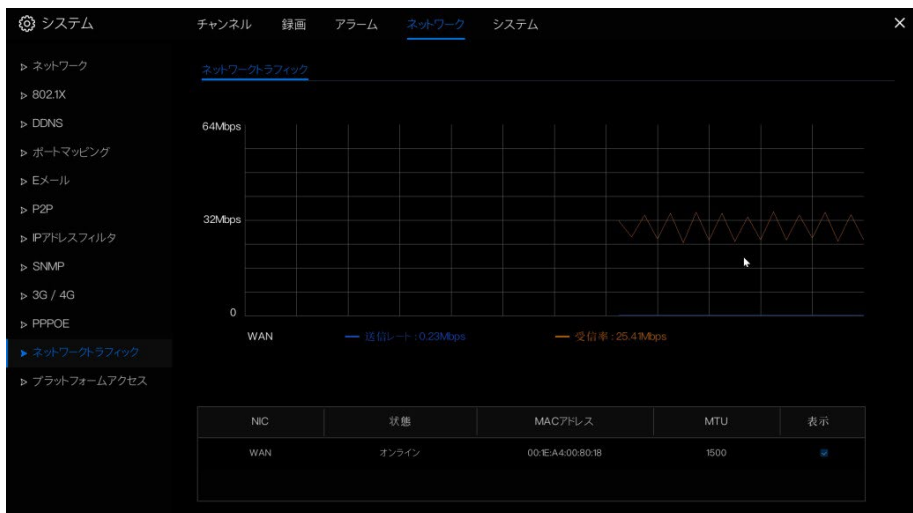 システム
チャンネル 録画 アラーム ネットワーク システム
ネットワーク
802.1X
DDNS
ポートマッピング
Eメール
P2P
IPアドレスフィルタ
SNMP
3G / 4G
PPPOE
ネットワークトラフィック
プラットフォームアクセス
ネットワークトラフィック
64Mbps
32Mbps
0
WAN 送信レート : 0.23Mbps 受信率 : 25.41Mbps
NIC 状態 MACアドレス MTU 表示
WAN オンライン 00:1E:A4:00:80:18 1500